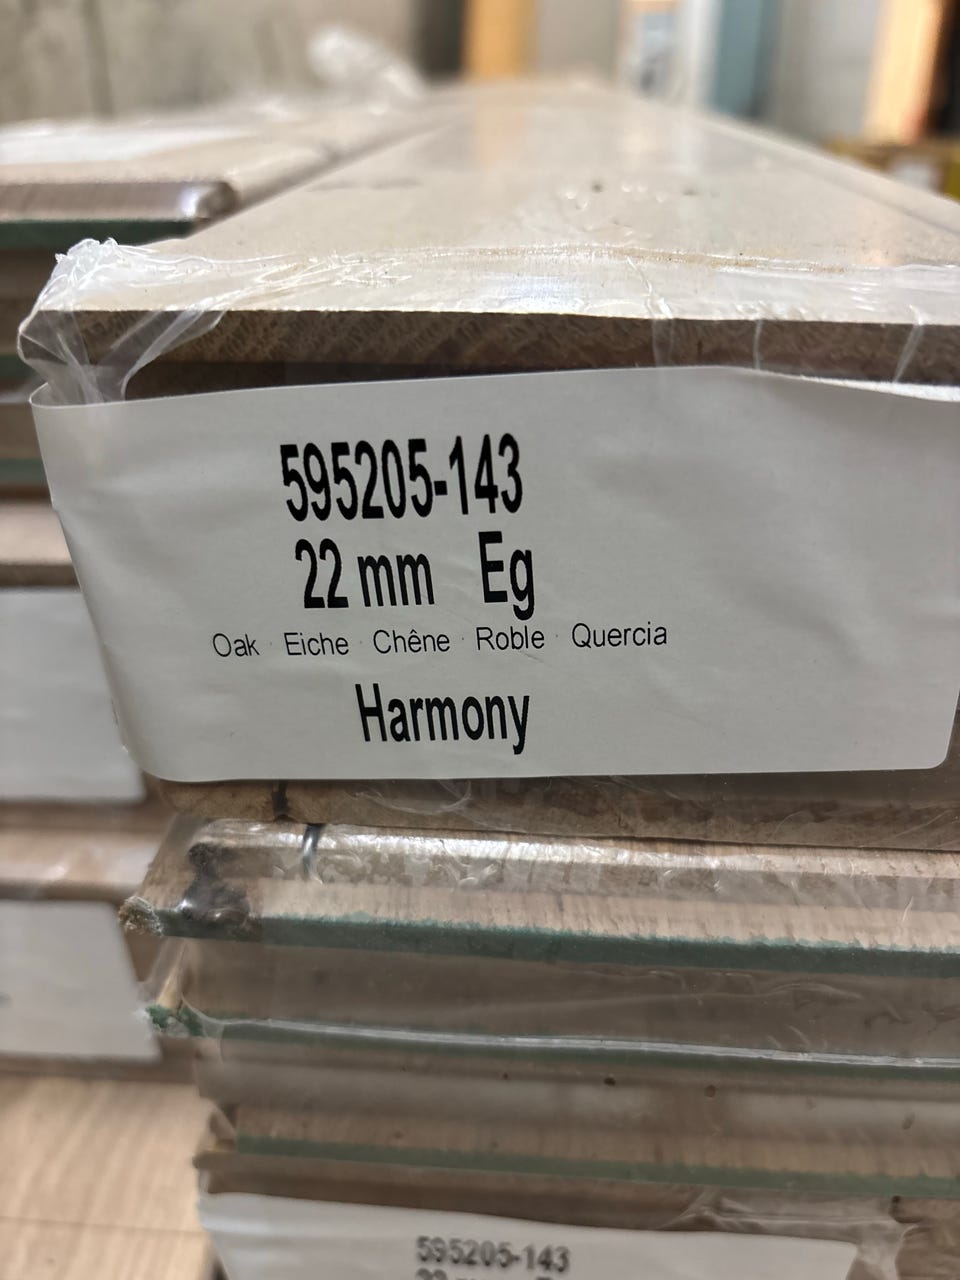 595205-143
22 mm Eg
Oak · Eiche · Chêne · Roble · Quercia
Harmony
595205-143